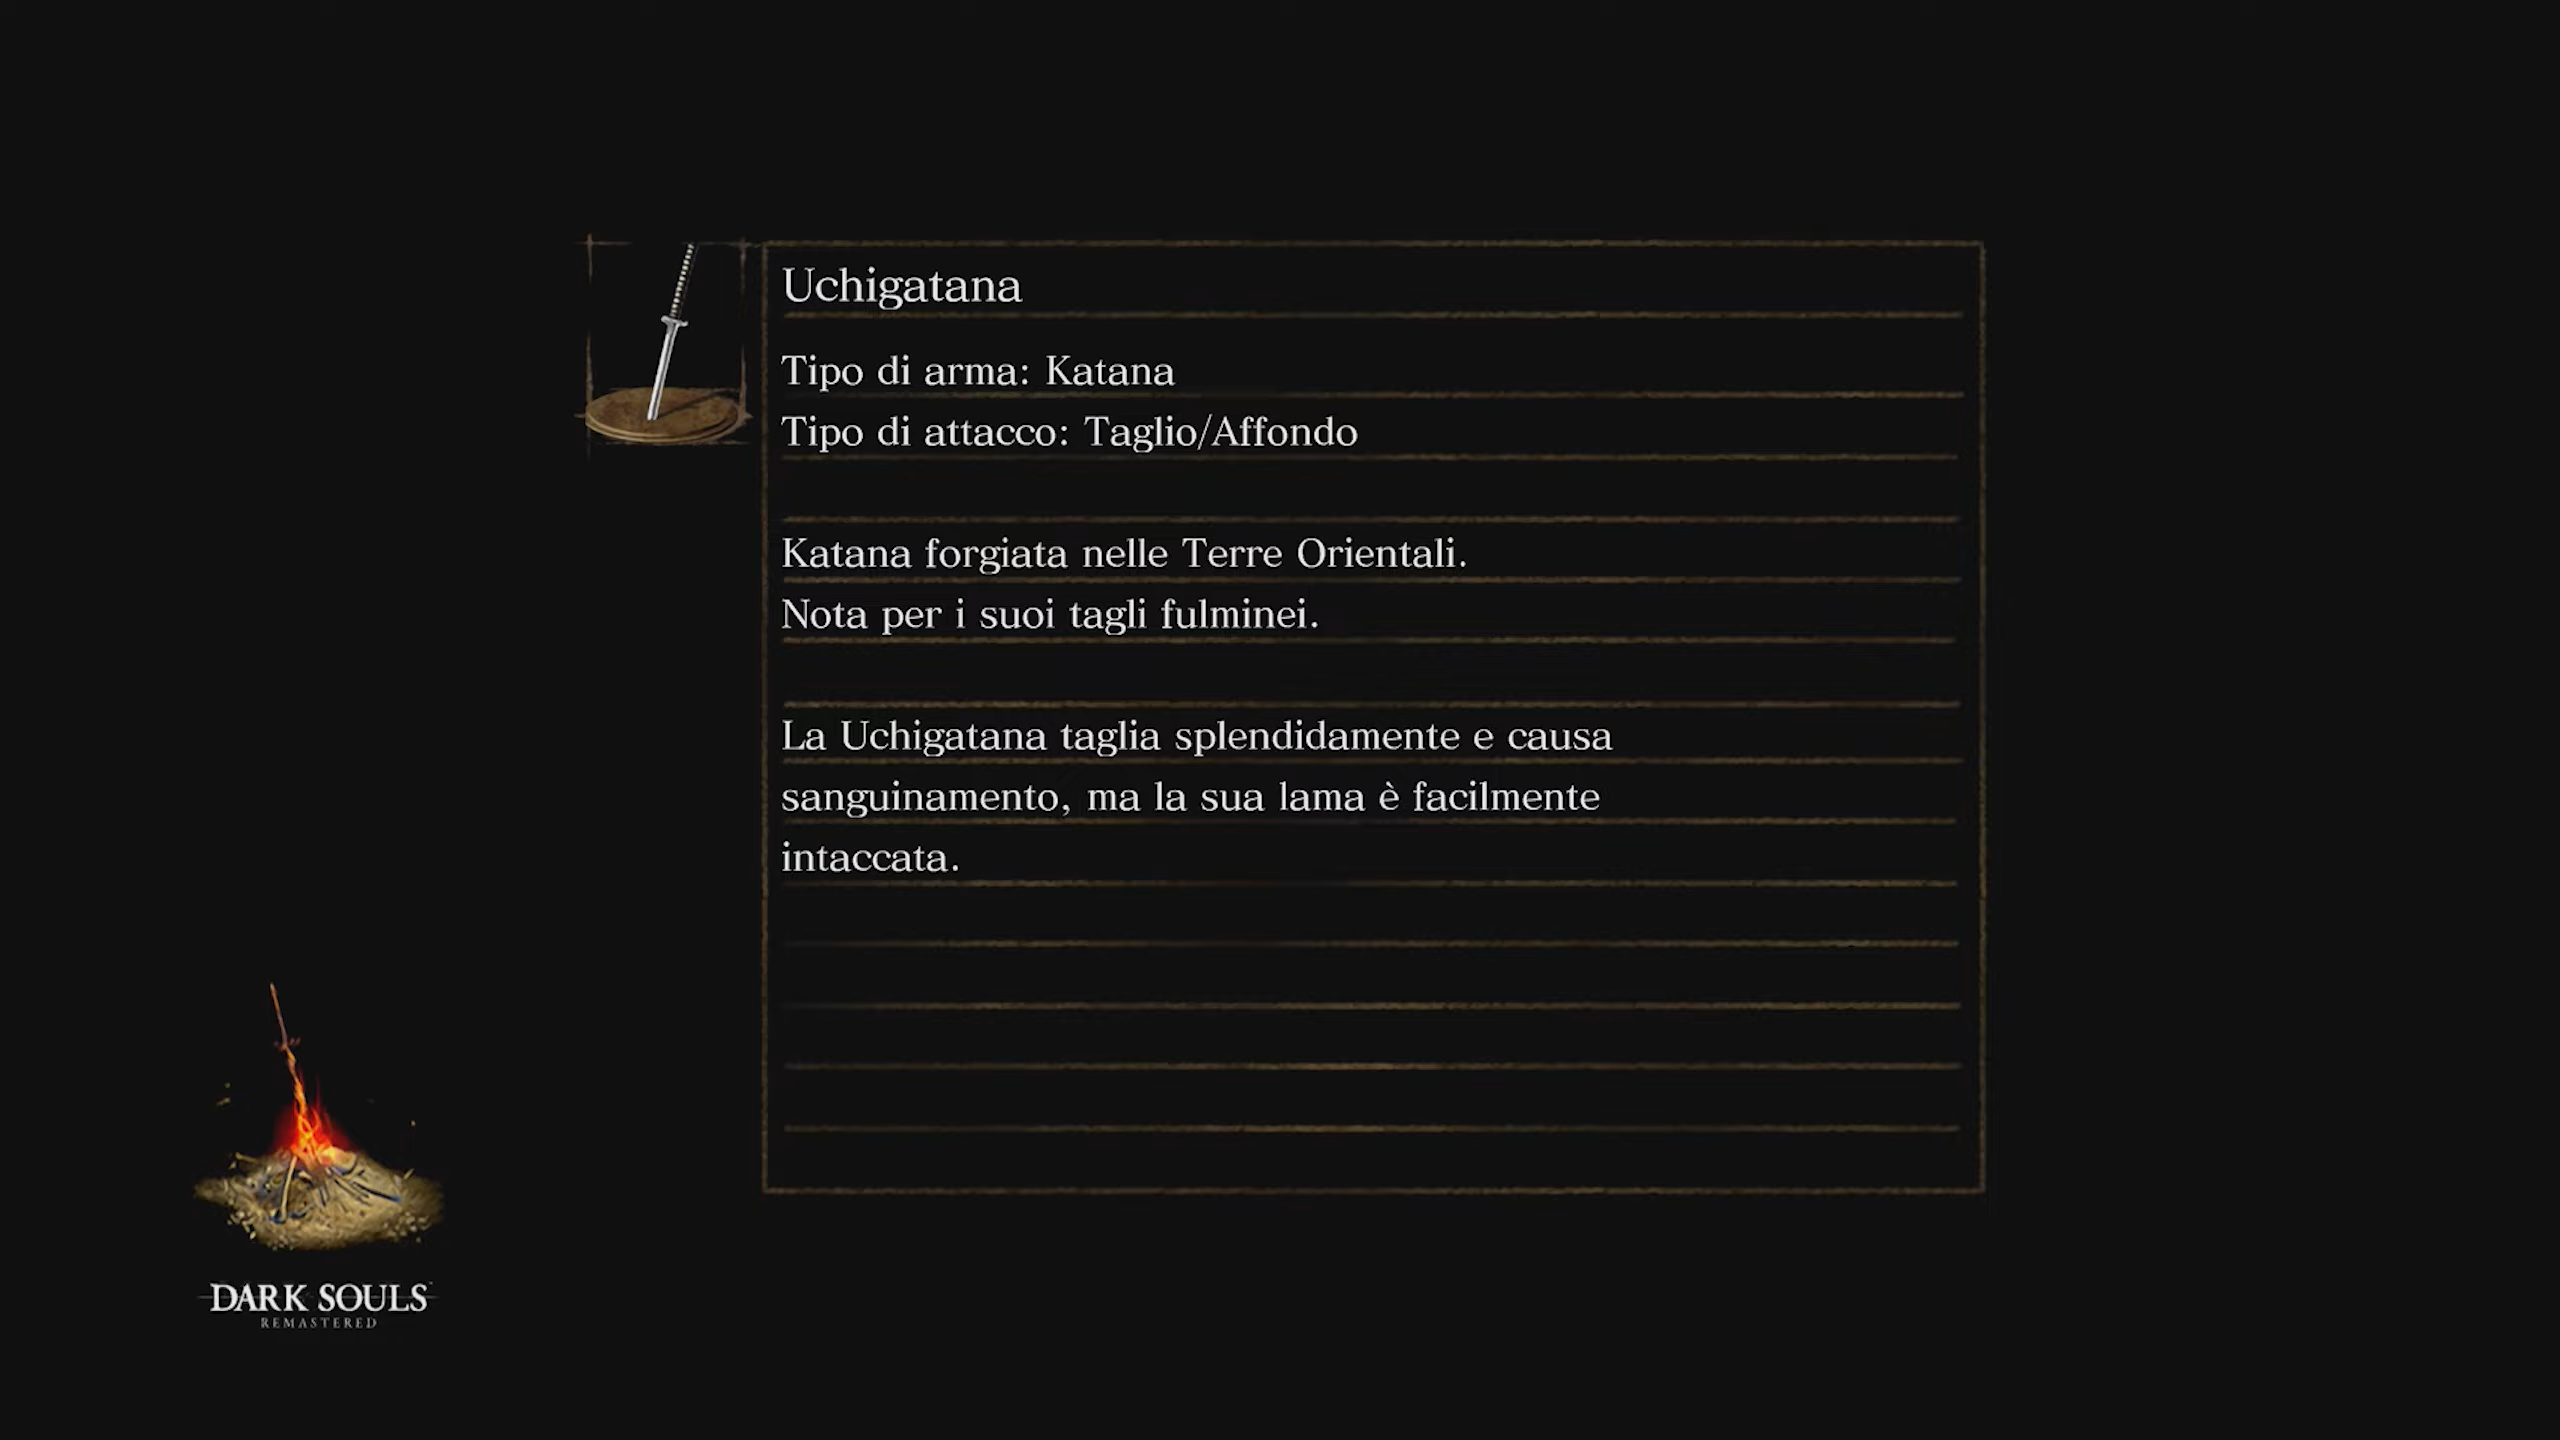 Uchigatana
Tipo di arma: Katana
Tipo di attacco: Taglio/Affondo
Katana forgiata nelle Terre Orientali.
Nota per i suoi tagli fulminei.
La Uchigatana taglia splendidamente e causa
sanguinamento, ma la sua lama è facilmente
intaccata.
DARK SOULS
REMASTERED